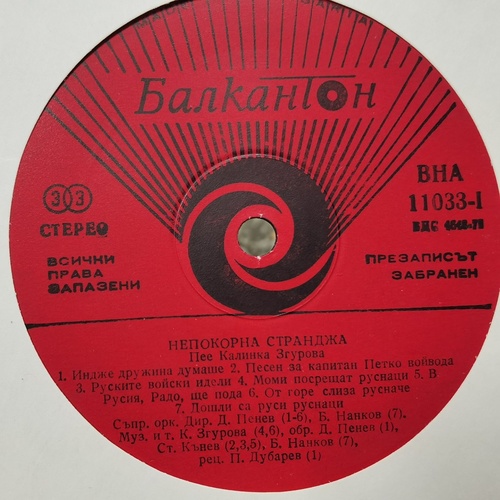 Балкантон
33
СТЕРЕО
ВНА
11033-I
ВСИЧКИ
ПРАВА
ЗАПАЗЕНИ
ПРЕЗАПИСЪТ
ЗАБРАНЕН
НЕПОКОРНА СТРАНДЖА
Пее Калинка Згурова
1. Индже дружина думаше 2. Песен за капитан Петко войвода
3. Руските войски идели 4. Моми посрещат руснаци 5. В
Русия, Радо, ще пода 6. От горе слиза русначе
7. Дошли са руси руснаци
Съпр. орк. Дир. Д. Пенев (1-6), Б. Нанков (7),
Муз. и т. К. Згурова (4,6), обр. Д. Пенев (1),
Ст. Кънев (2,3,5), Б. Нанков (7),
рец. П. Лубарев (1)